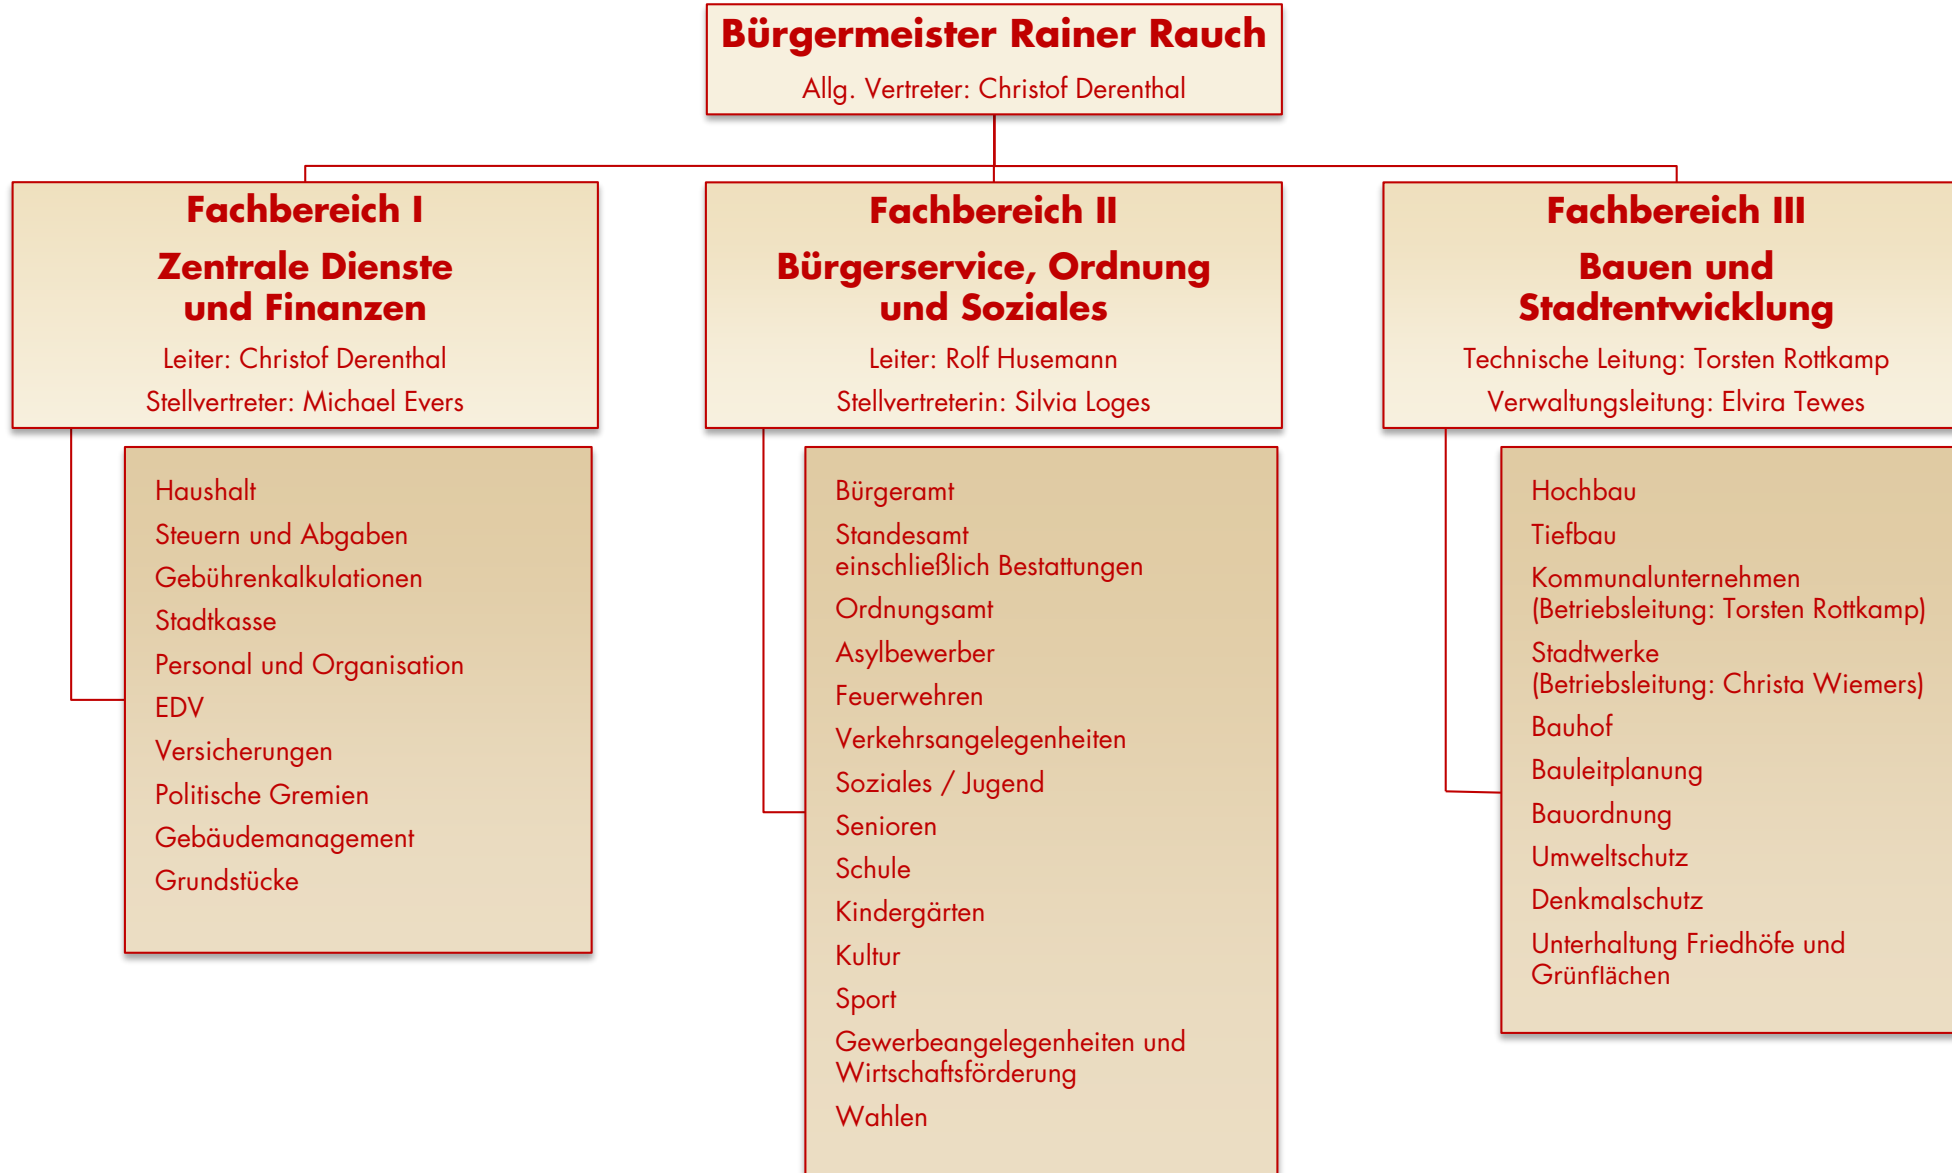 Bürgermeister Rainer Rauch
Allg. Vertreter: Christof Derenthal
Fachbereich I
Zentrale Dienste
und Finanzen
Leiter: Christof Derenthal
Stellvertreter: Michael Evers
Haushalt
Steuern und Abgaben
Gebührenkalkulationen
Stadtkasse
Personal und Organisation
EDV
Versicherungen
Politische Gremien
Gebäudemanagement
Grundstücke
Fachbereich II
Bürgerservice, Ordnung
und Soziales
Leiter: Rolf Husemann
Stellvertreterin: Silvia Loges
Bürgeramt
Standesamt
einschließlich Bestattungen
Ordnungsamt
Asylbewerber
Feuerwehren
Verkehrsangelegenheiten
Soziales / Jugend
Senioren
Schule
Kindergärten
Kultur
Sport
Gewerbeangelegenheiten und
Wirtschaftsförderung
Wahlen
Fachbereich III
Bauen und
Stadtentwicklung
Technische Leitung: Torsten Rottkamp
Verwaltungsleitung: Elvira Tewes
Hochbau
Tiefbau
Kommunalunternehmen
(Betriebsleitung: Torsten Rottkamp)
Stadtwerke
(Betriebsleitung: Christa Wiemers)
Bauhof
Bauleitplanung
Bauordnung
Umweltschutz
Denkmalschutz
Unterhaltung Friedhöfe und
Grünflächen